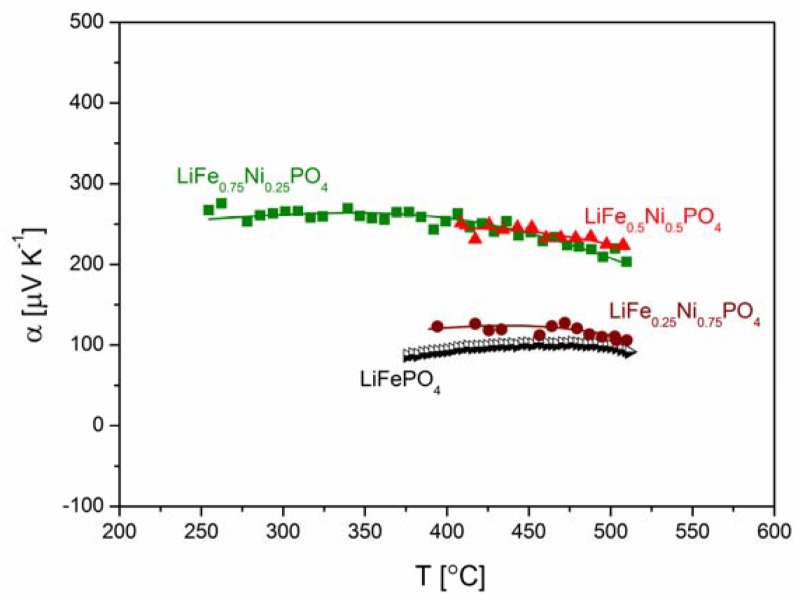 500
400
300
200
100
0
-100
α [μV K⁻¹]
LiFe₀.₇₅Ni₀.₂₅PO₄
LiFe₀.₅Ni₀.₅PO₄
LiFe₀.₂₅Ni₀.₇₅PO₄
LiFePO₄
200 250 300 350 400 450 500 550 600
T [°C]